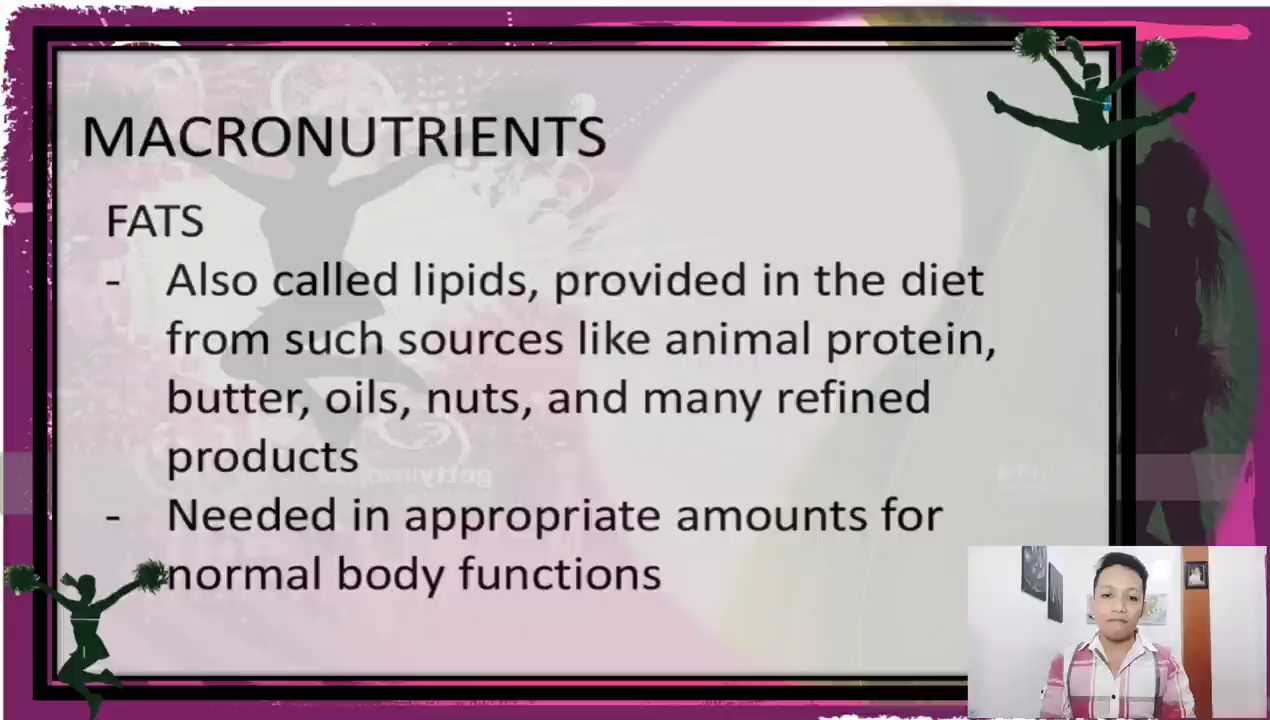 MACRONUTRIENTS
FATS
- Also called lipids, provided in the diet
from such sources like animal protein,
butter, oils, nuts, and many refined
products
- Needed in appropriate amounts for
normal body functions